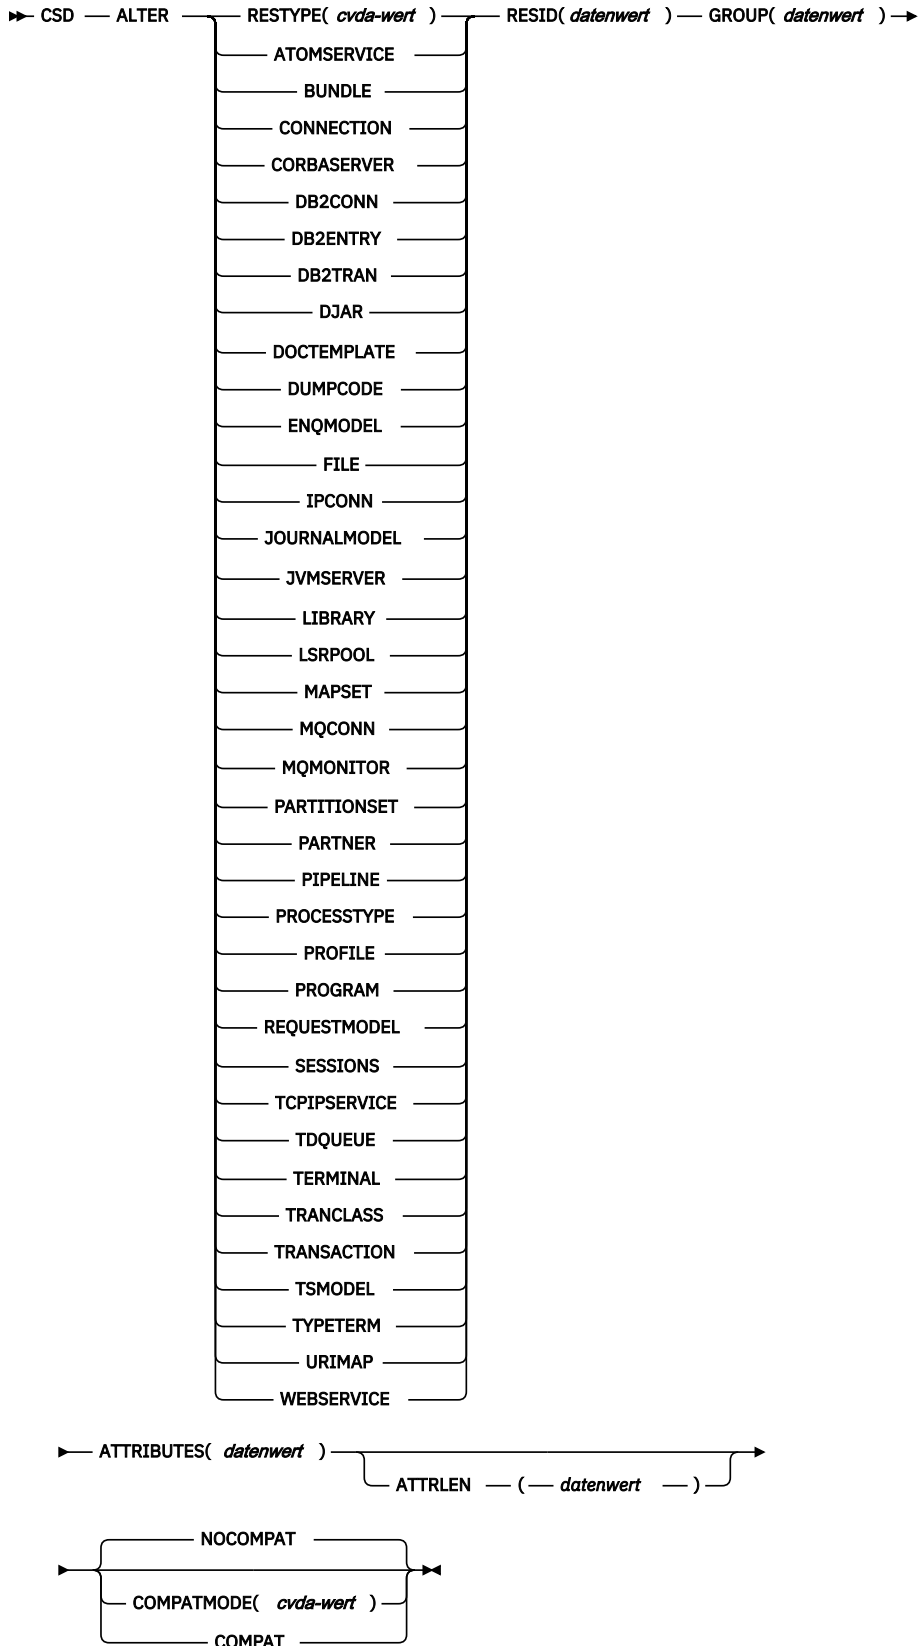 CSD ALTER RESTYPE( cvda-wert ) RESID( datenwert ) GROUP( datenwert )
ATOMSERVICE
BUNDLE
CONNECTION
CORBASERVER
DB2CONN
DB2ENTRY
DB2TRAN
DJAR
DOCTEMPLATE
DUMPCODE
ENQMODEL
FILE
IPCONN
JOURNALMODEL
JVMSERVER
LIBRARY
LSRPOOL
MAPSET
MQCONN
MQMONITOR
PARTITIONSET
PARTNER
PIPELINE
PROCESSTYPE
PROFILE
PROGRAM
REQUESTMODEL
SESSIONS
TCPIPSERVICE
TDQUEUE
TERMINAL
TRANCLASS
TRANSACTION
TSMODEL
TYPETERM
URIMAP
WEBSERVICE
ATTRIBUTES( datenwert )
ATTRLEN ( datenwert )
NOCOMPAT
COMPATMODE( cvda-wert )
COMPAT